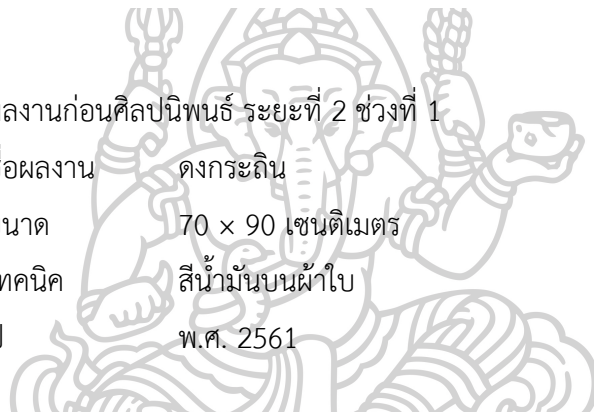 ลงานก่อนศิลปนิพนธ์ ระยะที่ 2 ช่วงที่ 1
ื่อผลงาน ดงกระถิน
นาด 70 × 90 เซนติเมตร
ทคนิค สีน้ำมันบนผ้าใบ
พ.ศ. 2561